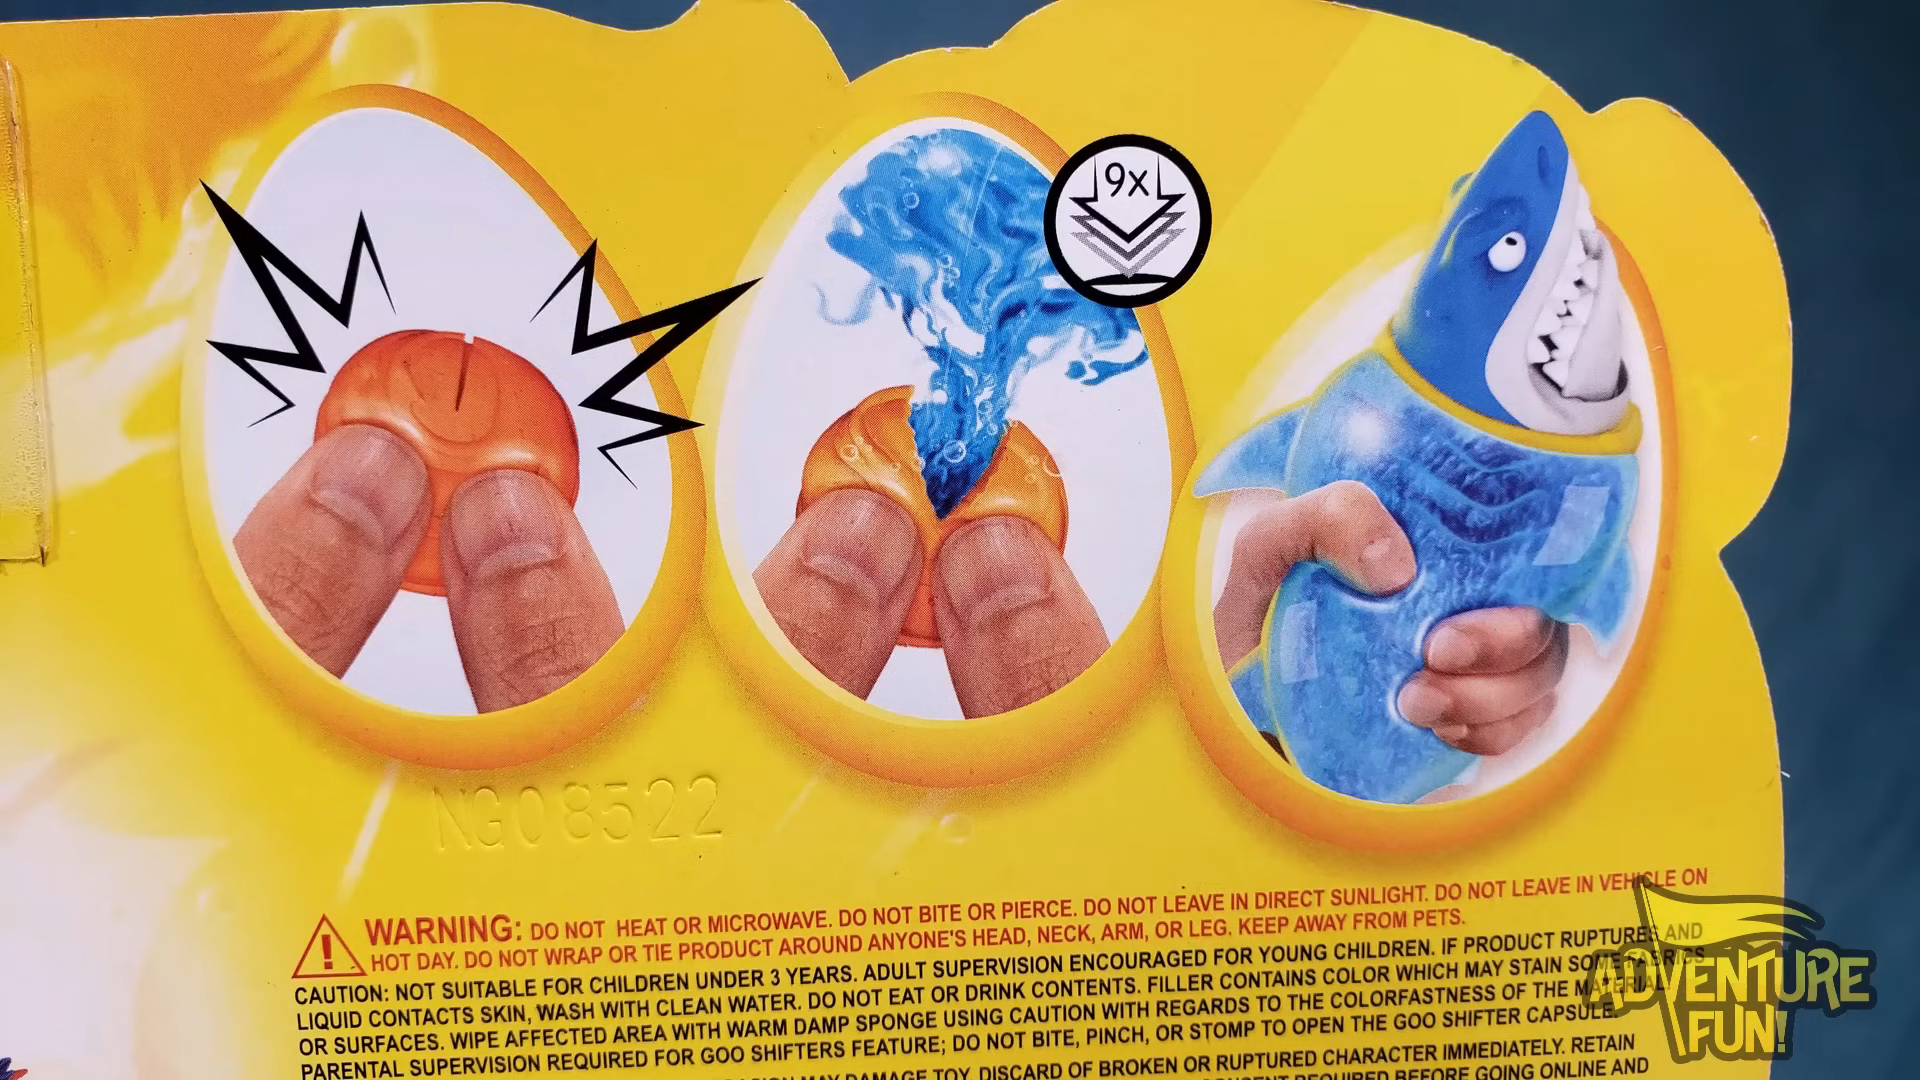 9x
NG08522
WARNING: DO NOT HEAT OR MICROWAVE. DO NOT BITE OR PIERCE. DO NOT LEAVE IN DIRECT SUNLIGHT. DO NOT LEAVE IN VEHICLE ON
HOT DAY. DO NOT WRAP OR TIE PRODUCT AROUND ANYONE'S HEAD, NECK, ARM, OR LEG. KEEP AWAY FROM PETS.
CAUTION: NOT SUITABLE FOR CHILDREN UNDER 3 YEARS. ADULT SUPERVISION ENCOURAGED FOR YOUNG CHILDREN. IF PRODUCT RUPTURES AND
LIQUID CONTACTS SKIN, WASH WITH CLEAN WATER. DO NOT EAT OR DRINK CONTENTS. FILLER CONTAINS COLOR WHICH MAY STAIN SOME FABRICS
OR SURFACES. WIPE AFFECTED AREA WITH WARM DAMP SPONGE USING CAUTION WITH REGARDS TO THE COLORFASTNESS OF THE MATERIAL.
PARENTAL SUPERVISION REQUIRED FOR GOO SHIFTERS FEATURE; DO NOT BITE, PINCH, OR STOMP TO OPEN THE GOO SHIFTER CAPSULE.
MAY DAMAGE TOY. DISCARD OF BROKEN OR RUPTURED CHARACTER IMMEDIATELY. RETAIN
REQUIRED BEFORE GOING ONLINE AND
ADVENTURE
FUN!